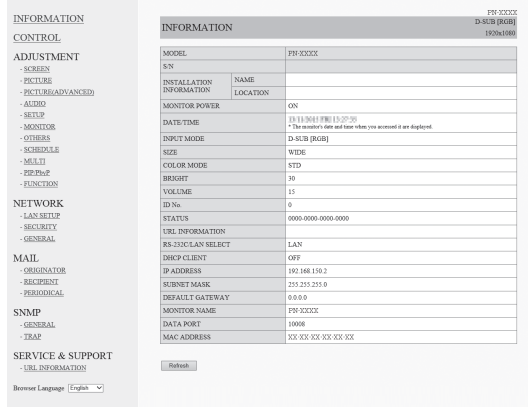 INFORMATION
CONTROL
ADJUSTMENT
- SCREEN
- PICTURE
- PICTURE(ADVANCED)
- AUDIO
- SETUP
- MONITOR
- OTHERS
- SCHEDULE
- MULTI
- PIP/PbyP
- FUNCTION
NETWORK
- LAN SETUP
- SECURITY
- GENERAL
MAIL
- ORIGINATOR
- RECIPIENT
- PERIODICAL
SNMP
- GENERAL
- TRAP
SERVICE & SUPPORT
- URL INFORMATION
Browser Language English
PN-XXXX
INFORMATION
D-SUB [RGB]
1920x1080
MODEL PN-XXXX
S/N
INSTALLATION INFORMATION NAME
LOCATION
MONITOR POWER ON
DATE/TIME
* The monitor's date and time when you accessed it are displayed.
INPUT MODE D-SUB [RGB]
SIZE WIDE
COLOR MODE STD
BRIGHT 30
VOLUME 15
ID No. 0
STATUS 0000-0000-0000-0000
URL INFORMATION
RS-232C/LAN SELECT LAN
DHCP CLIENT OFF
IP ADDRESS 192.168.150.2
SUBNET MASK 255.255.255.0
DEFAULT GATEWAY 0.0.0.0
MONITOR NAME PN-XXXX
DATA PORT 10008
MAC ADDRESS XX-XX-XX-XX-XX-XX
Refresh